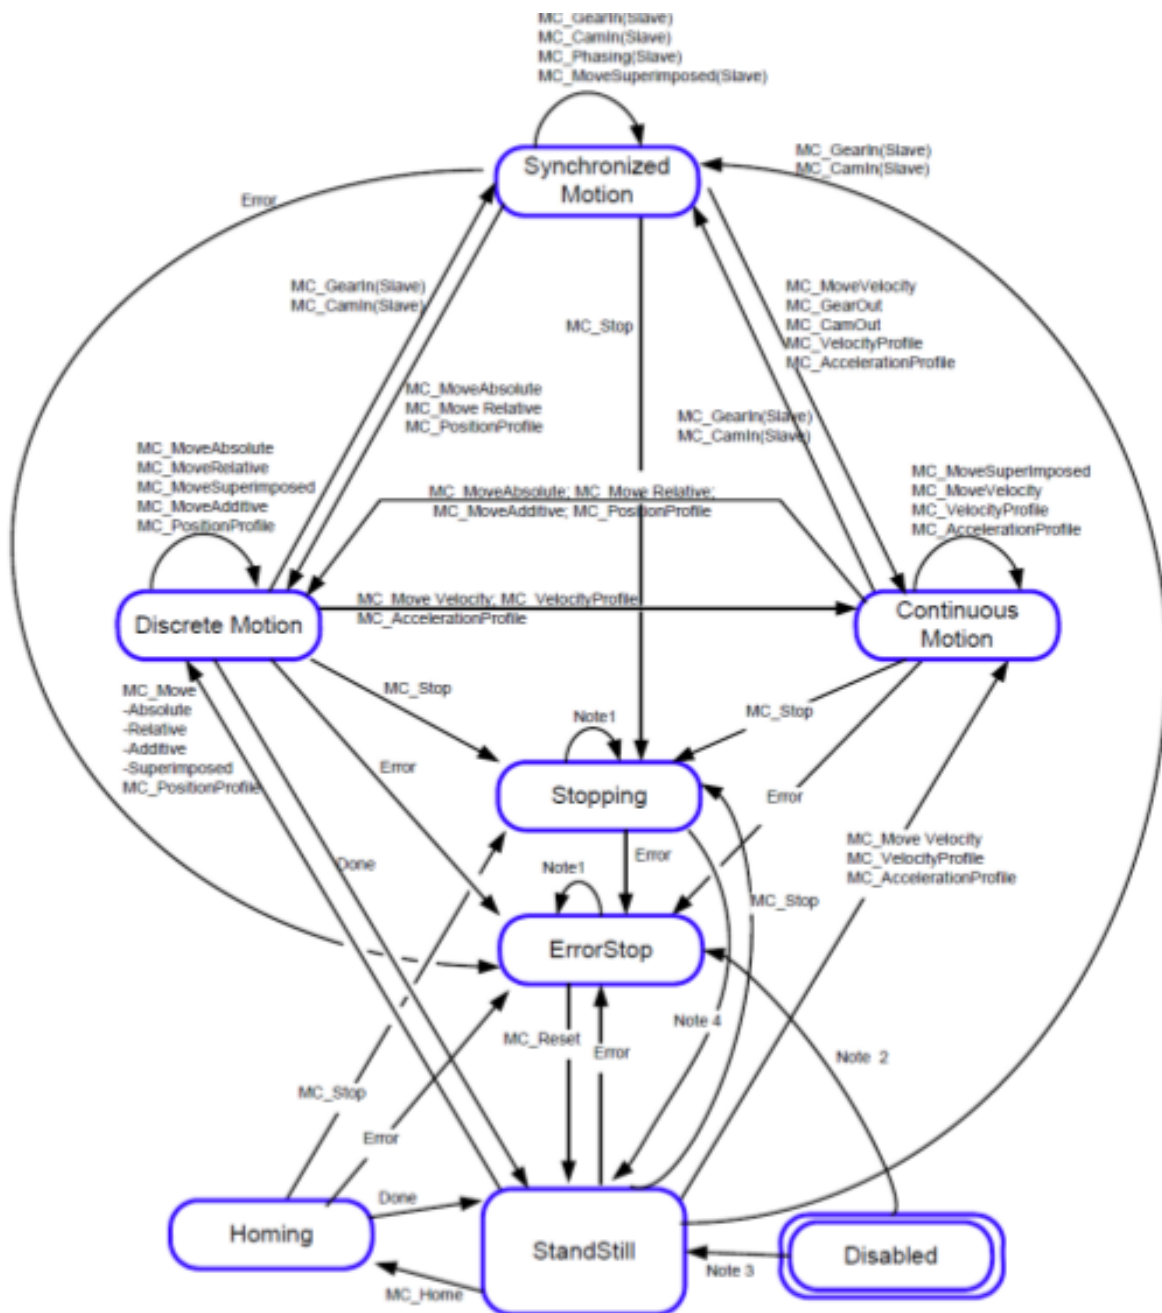 MC_GearIn(Slave)
MC_CamIn(Slave)
MC_Phasing(Slave)
MC_MoveSuperimposed(Slave)
Synchronized
Motion
MC_GearIn(Slave)
MC_CamIn(Slave)
Error
MC_GearIn(Slave)
MC_CamIn(Slave)
MC_Stop
MC_MoveVelocity
MC_GearOut
MC_CamOut
MC_VelocityProfile
MC_AccelerationProfile
MC_MoveAbsolute
MC_Move Relative
MC_PositionProfile
MC_GearIn(Slave)
MC_CamIn(Slave)
MC_MoveAbsolute
MC_MoveRelative
MC_MoveSuperimposed
MC_MoveAdditive
MC_PositionProfile
MC_MoveAbsolute; MC_Move Relative;
MC_MoveAdditive; MC_PositionProfile
MC_MoveSuperImposed
MC_MoveVelocity
MC_VelocityProfile
MC_AccelerationProfile
Discrete Motion
MC_Move Velocity; MC_VelocityProfile
MC_AccelerationProfile
Continuous
Motion
MC_Move
-Absolute
-Relative
-Additive
-Superimposed
MC_PositionProfile
MC_Stop
Note1
MC_Stop
Error
Stopping
Error
MC_Move Velocity
MC_VelocityProfile
MC_AccelerationProfile
Done
Note1
Error
MC_Stop
ErrorStop
MC_Reset
Error
Note 4
Note 2
MC_Stop
Error
Done
Homing
StandStill
Disabled
Note 3
MC_Home